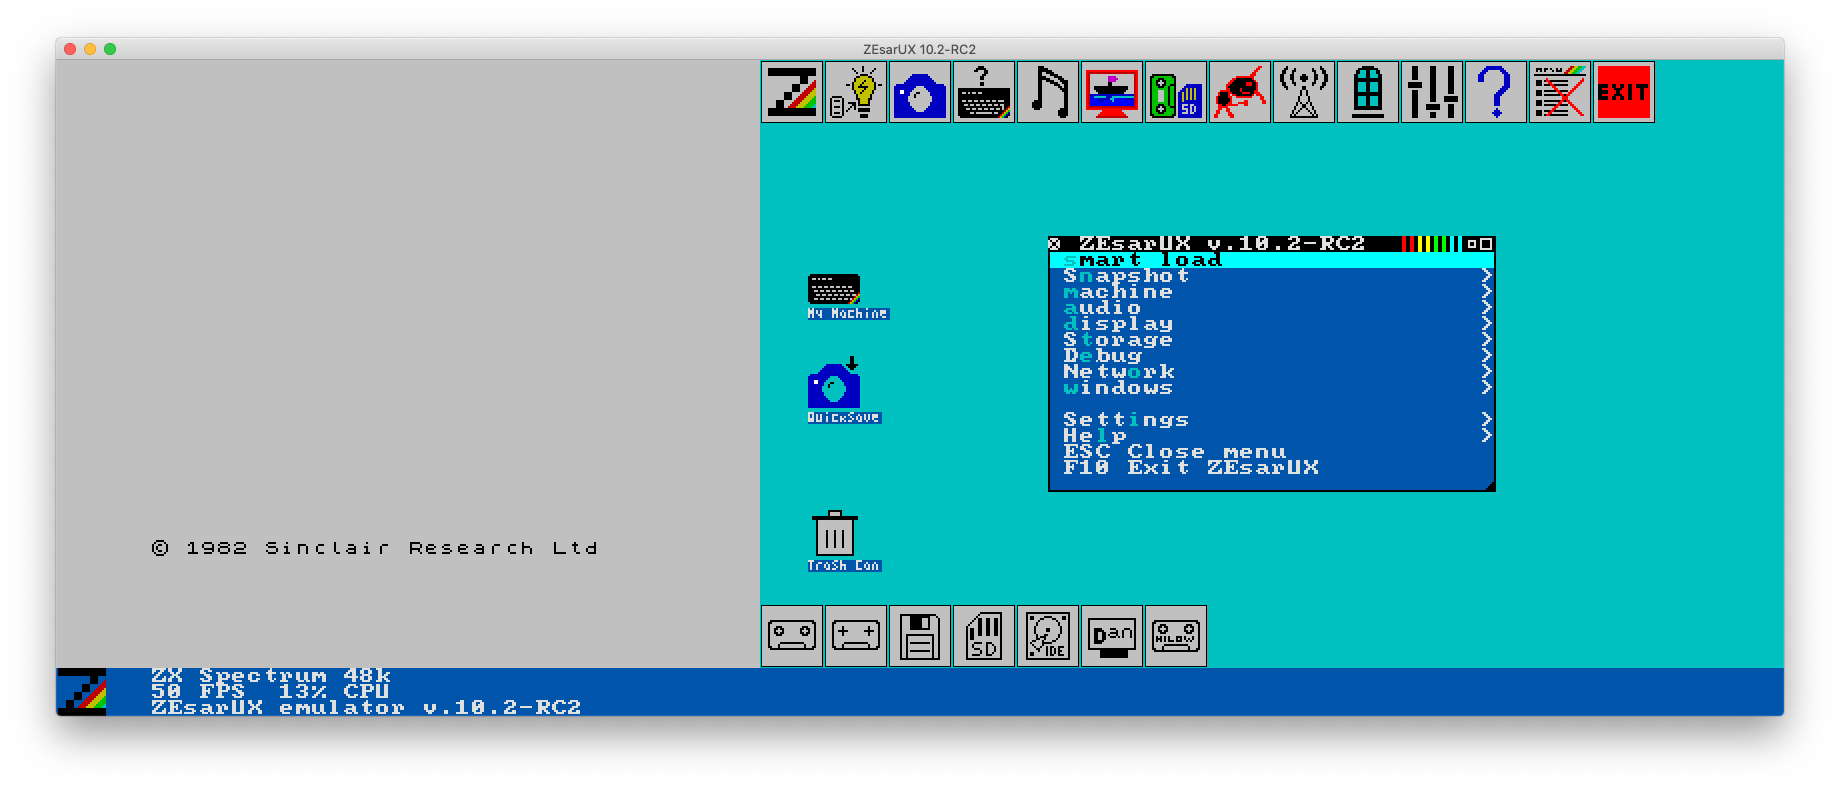 ZEsarUX 10.2-RC2
?
SD
?
EXIT
ZEsarUX v.10.2-RC2
smart load
Snapshot >
machine >
audio >
display >
Storage >
Debug >
Network >
windows >
Settings >
Help >
ESC Close menu
F10 Exit ZEsarUX
My Machine
QuickSave
© 1982 Sinclair Research Ltd
Trash Can
SD
IDE
Dan
HILOW
ZX Spectrum 48k
50 FPS 13% CPU
ZEsarUX emulator v.10.2-RC2